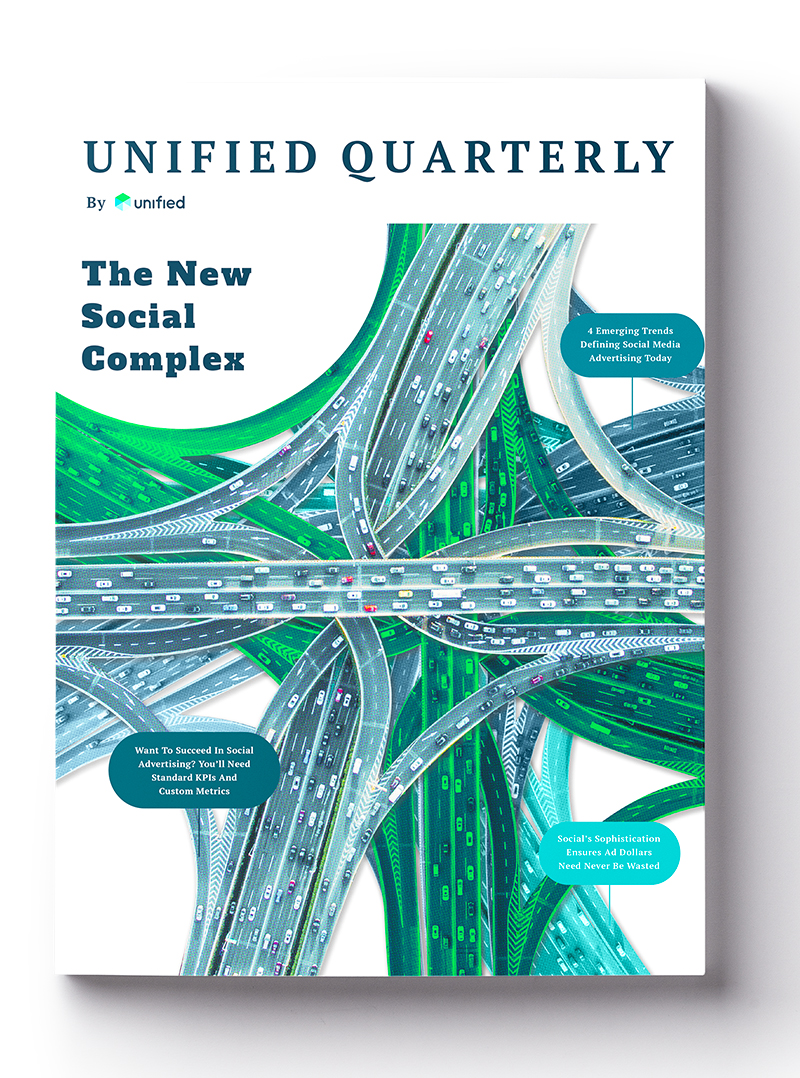 UNIFIED QUARTERLY
By unified
The New
Social
Complex
4 Emerging Trends
Defining Social Media
Advertising Today
Want To Succeed In Social
Advertising? You'll Need
Standard KPIs And
Custom Metrics
Social's Sophistication
Ensures Ad Dollars
Need Never Be Wasted